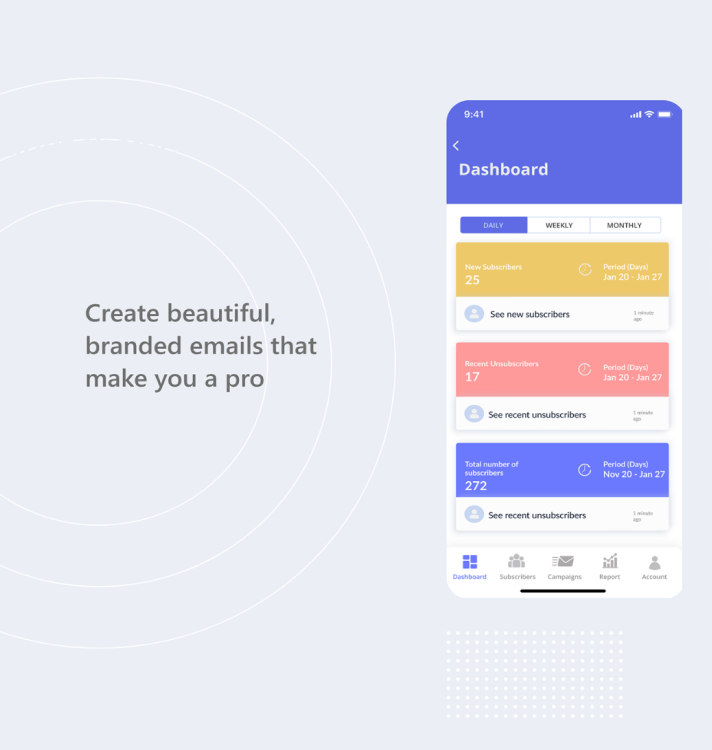 Create beautiful,
branded emails that
make you a pro
9:41
Dashboard
DAILY WEEKLY MONTHLY
New Subscribers
25
Period (Days)
Jan 20 - Jan 27
See new subscribers
1 minute
ago
Recent Unsubscribers
17
Period (Days)
Jan 20 - Jan 27
See recent unsubscribers
1 minute
ago
Total number of
subscribers
272
Period (Days)
Nov 20 - Jan 27
See recent unsubscribers
1 minute
ago
Dashboard Subscribers Campaigns Report Account